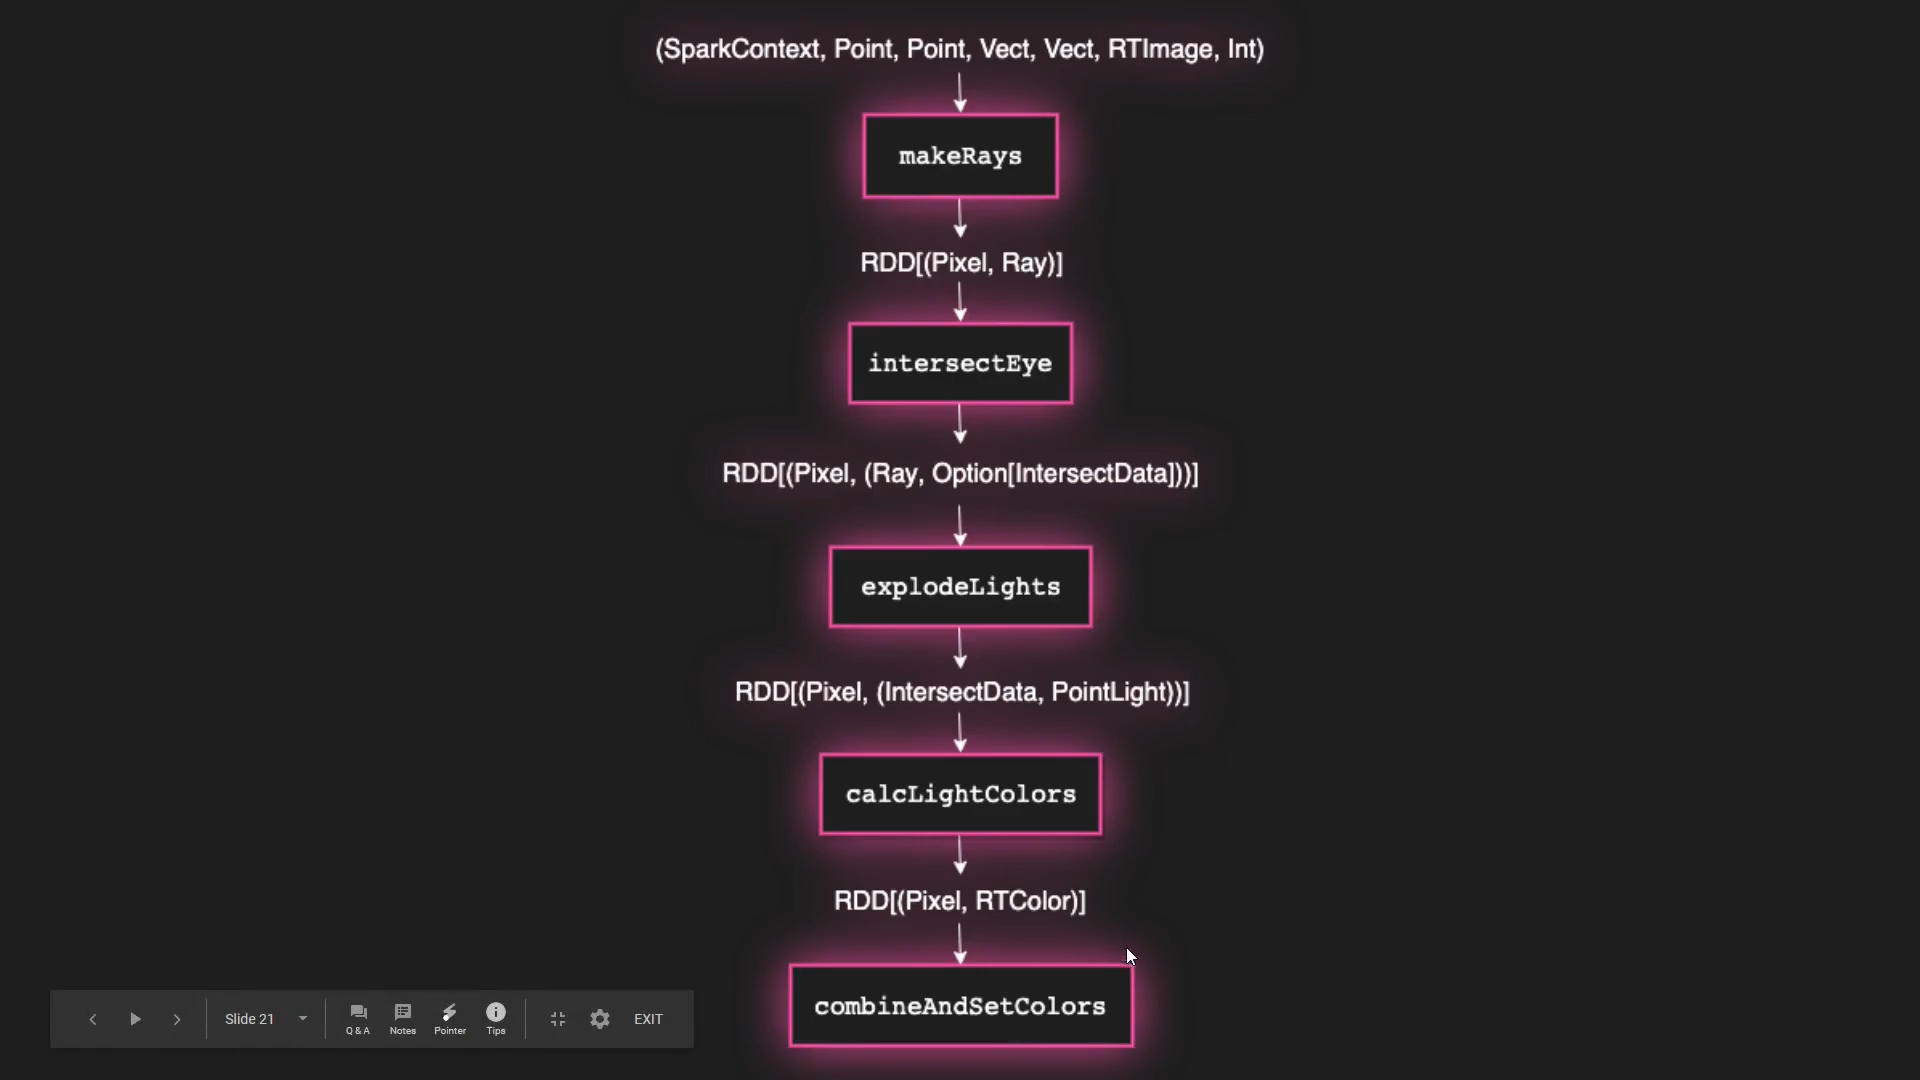 (SparkContext, Point, Point, Vect, Vect, RTImage, Int)
makeRays
RDD[(Pixel, Ray)]
intersectEye
RDD[(Pixel, (Ray, Option[IntersectData]))]
explodeLights
RDD[(Pixel, (IntersectData, PointLight))]
calcLightColors
RDD[(Pixel, RTColor)]
combineAndSetColors
Slide 21
Q & A
Notes
Pointer
Tips
EXIT